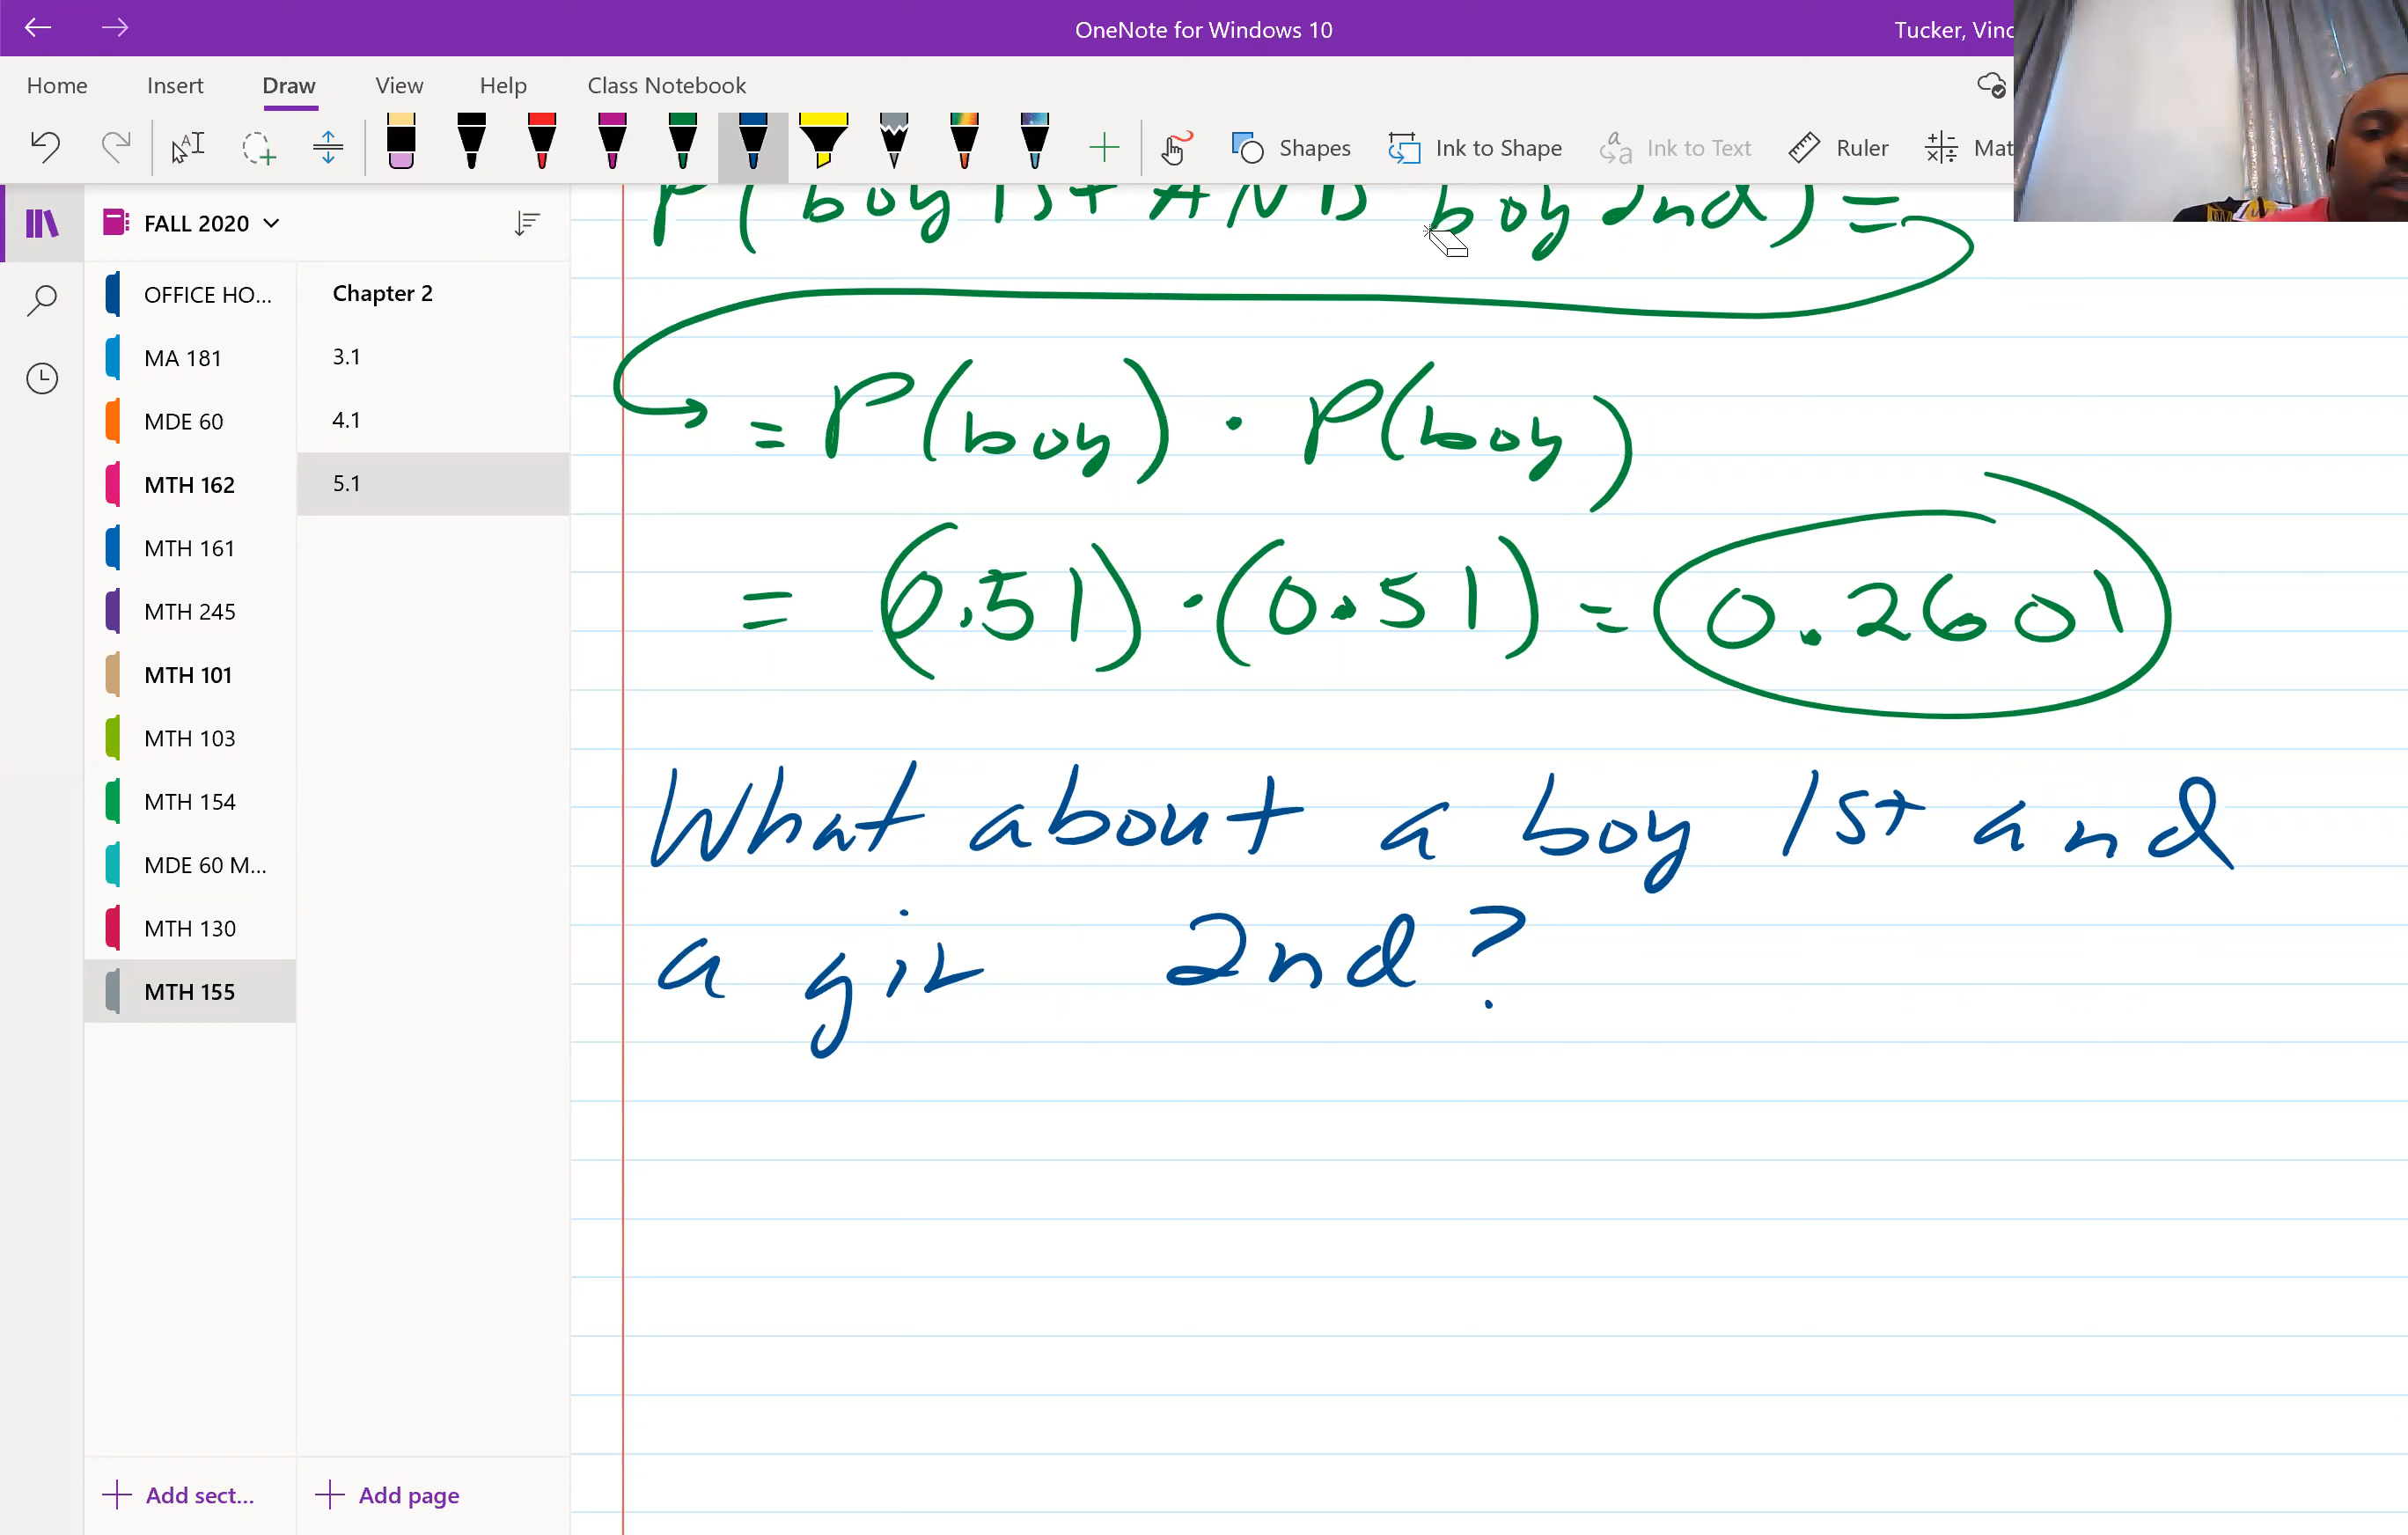 OneNote for Windows 10
Tucker, Vinc
Home Insert Draw View Help Class Notebook
Shapes Ink to Shape Ink to Text Ruler Mat
FALL 2020
OFFICE HO...
MA 181
MDE 60
MTH 162
MTH 161
MTH 245
MTH 101
MTH 103
MTH 154
MDE 60 M...
MTH 130
MTH 155
Add sect...
Chapter 2
3.1
4.1
5.1
Add page
P(boy 1st AND boy 2nd) =
= P(boy) · P(boy)
= (0.51) · (0.51) = 0.2601
What about a boy 1st and
a gir 2nd?